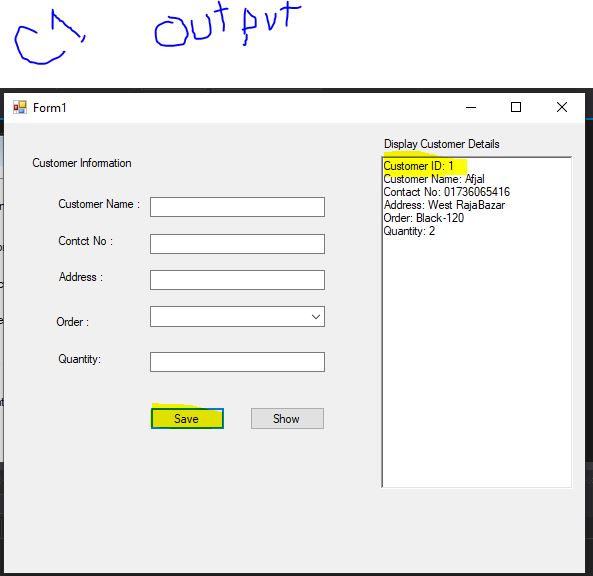 Output
Form1
Display Customer Details
Customer Information
Customer ID: 1
Customer Name: Afjal
Contact No: 01736065416
Address: West RajaBazar
Order: Black-120
Quantity: 2
Customer Name :
Contct No :
Address :
Order :
Quantity:
Save
Show